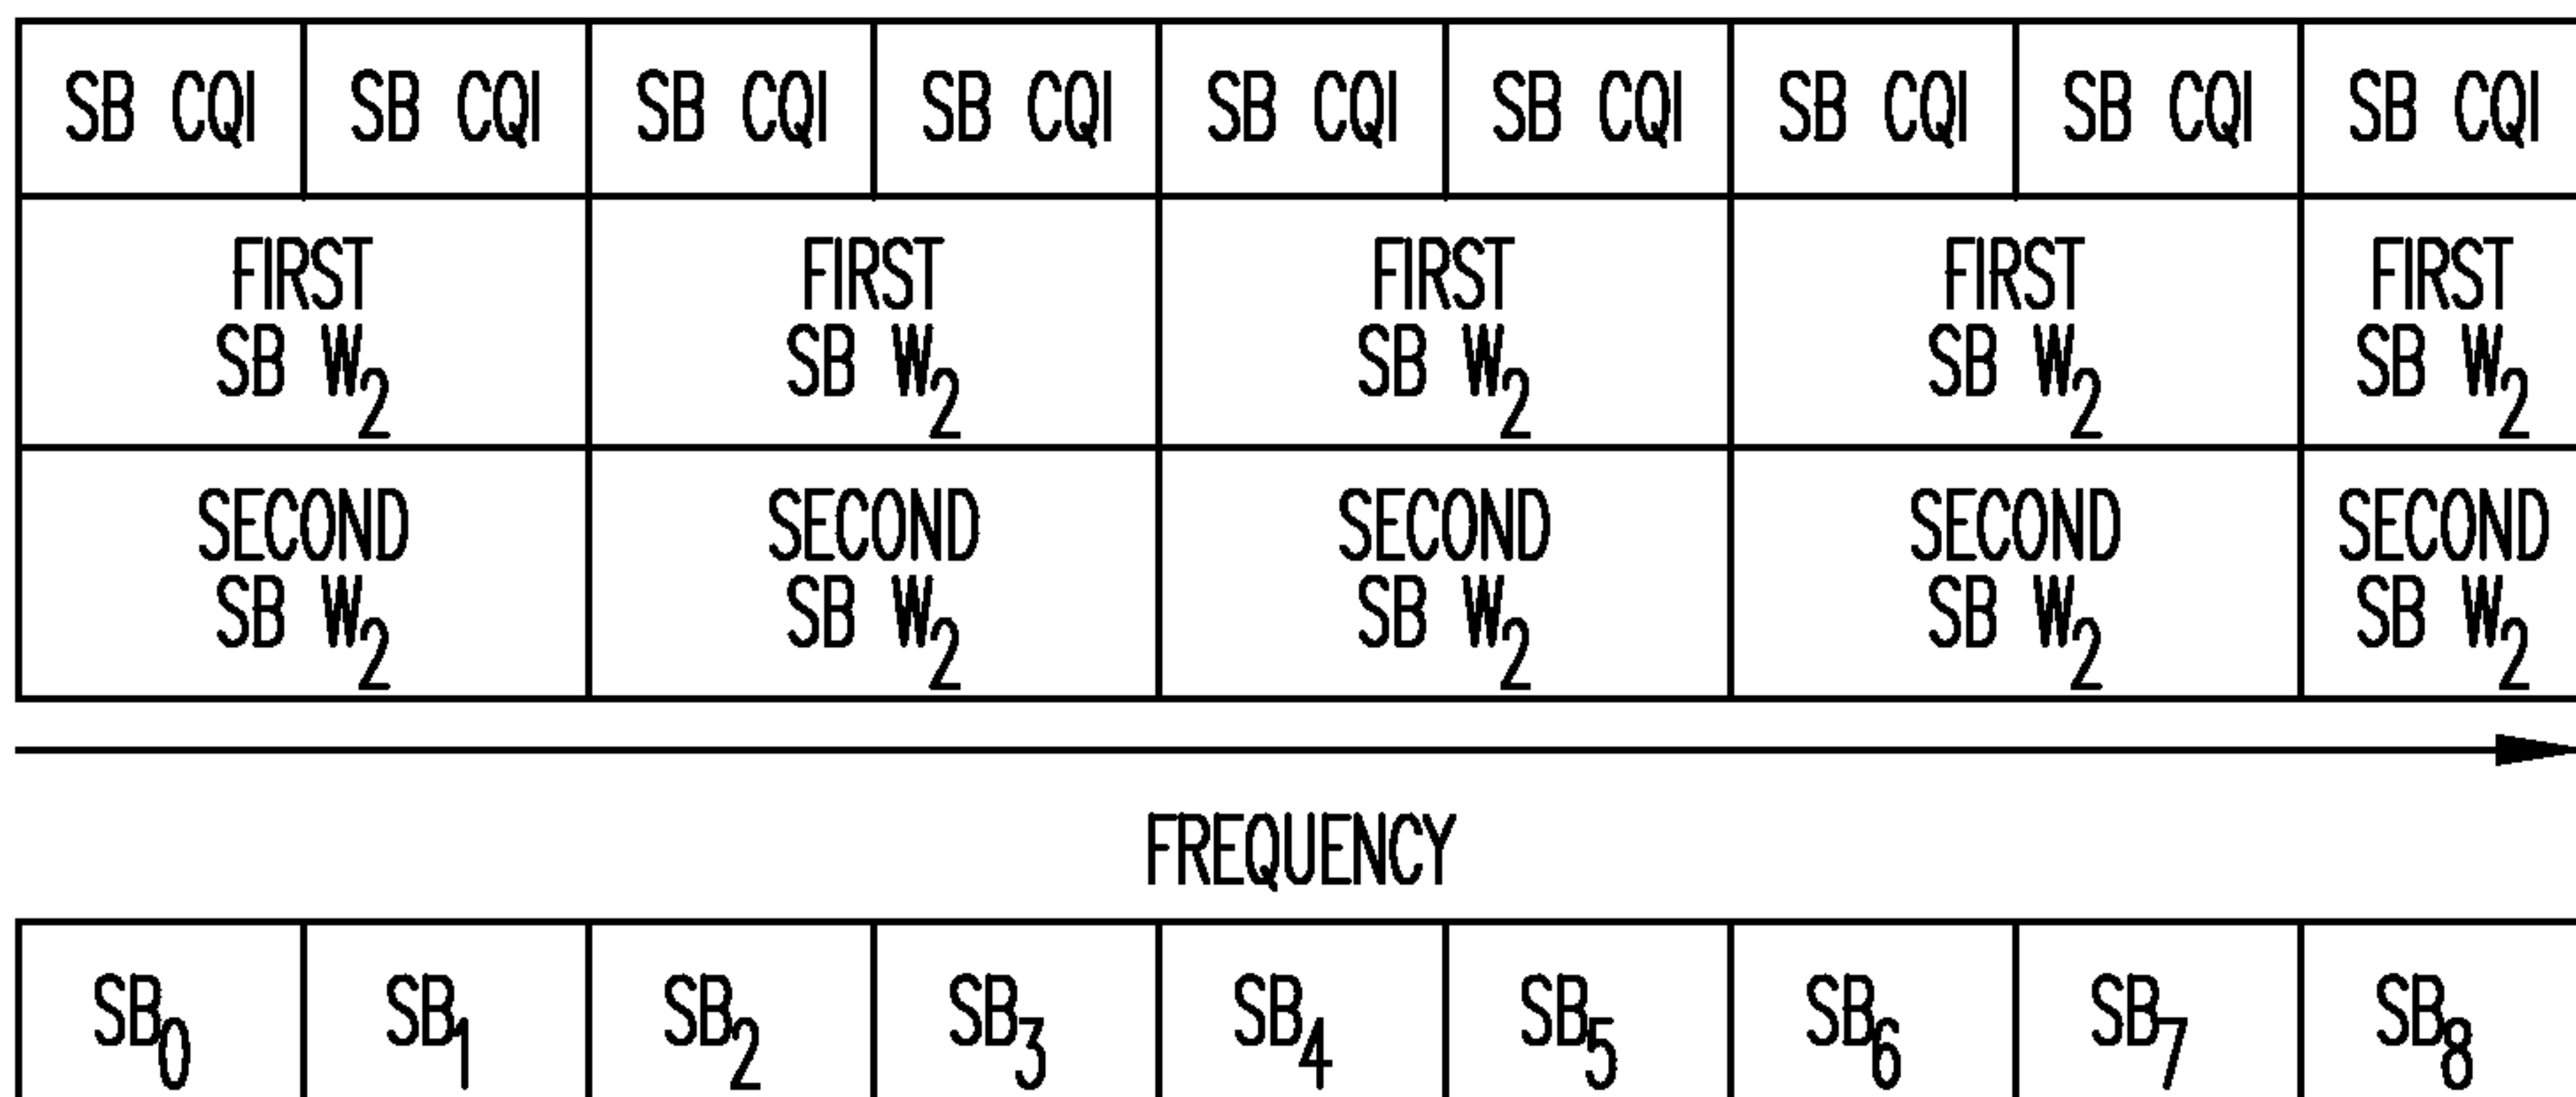 SB CQI SB CQI SB CQI SB CQI SB CQI SB CQI SB CQI SB CQI SB CQI
FIRST FIRST FIRST FIRST FIRST
SB W2 SB W2 SB W2 SB W2 SB W2
SECOND SECOND SECOND SECOND SECOND
SB W2 SB W2 SB W2 SB W2 SB W2
FREQUENCY
SB0 SB1 SB2 SB3 SB4 SB5 SB6 SB7 SB8